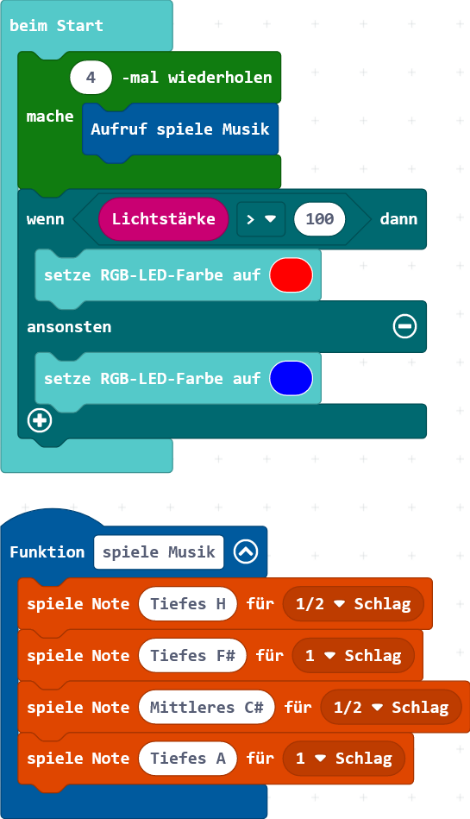 beim Start
4 -mal wiederholen
mache
Aufruf spiele Musik
wenn Lichtstärke > 100 dann
setze RGB-LED-Farbe auf
ansonsten
setze RGB-LED-Farbe auf
Funktion spiele Musik
spiele Note Tiefes H für 1/2 Schlag
spiele Note Tiefes F# für 1 Schlag
spiele Note Mittleres C# für 1/2 Schlag
spiele Note Tiefes A für 1 Schlag